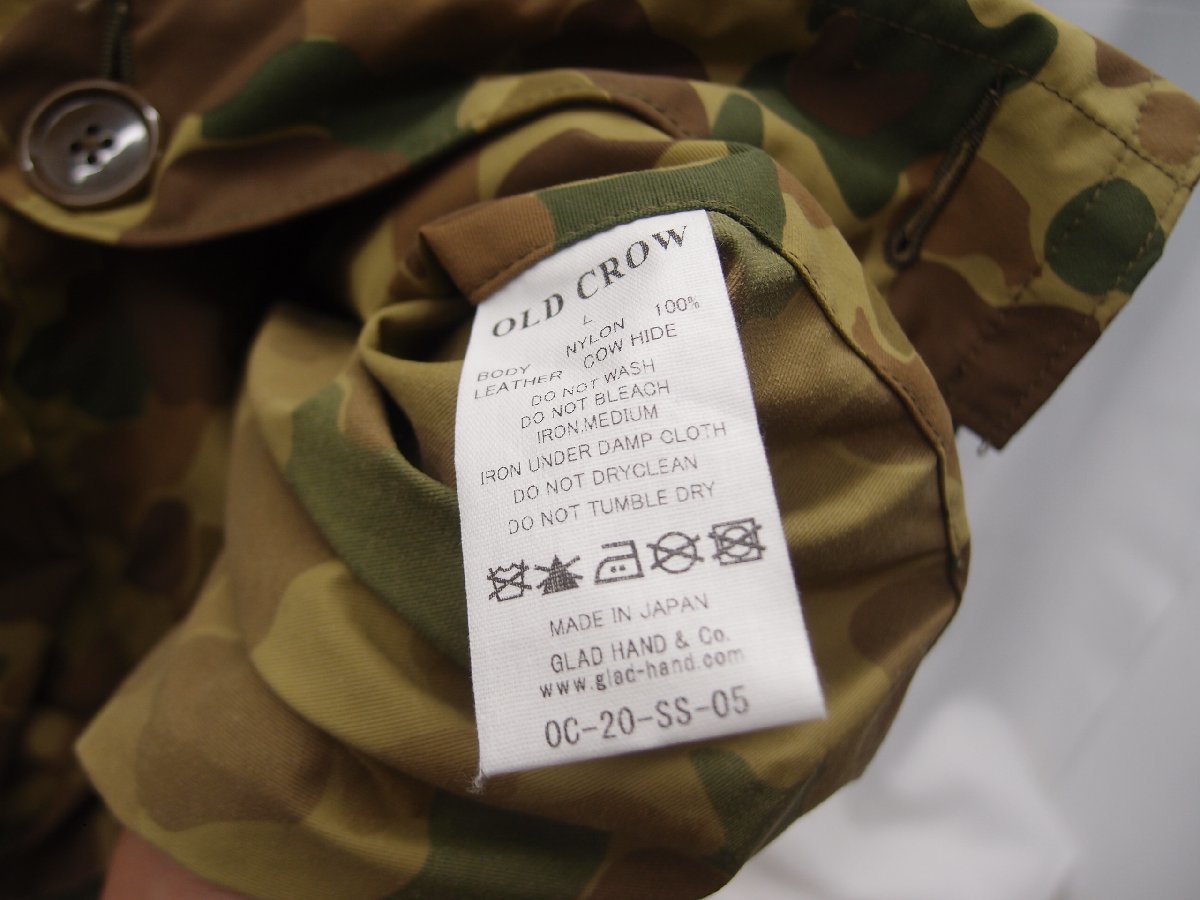 OLD CROW
L
BODY NYLON 100%
LEATHER COW HIDE
DO NOT WASH
DO NOT BLEACH
IRON,MEDIUM
IRON UNDER DAMP CLOTH
DO NOT DRYCLEAN
DO NOT TUMBLE DRY
MADE IN JAPAN
GLAD HAND & Co.
www.glad-hand.com
OC-20-SS-05